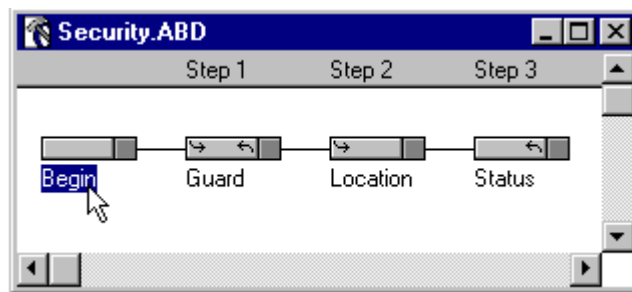 Security.ABD
Step 1 Step 2 Step 3
Begin Guard Location Status